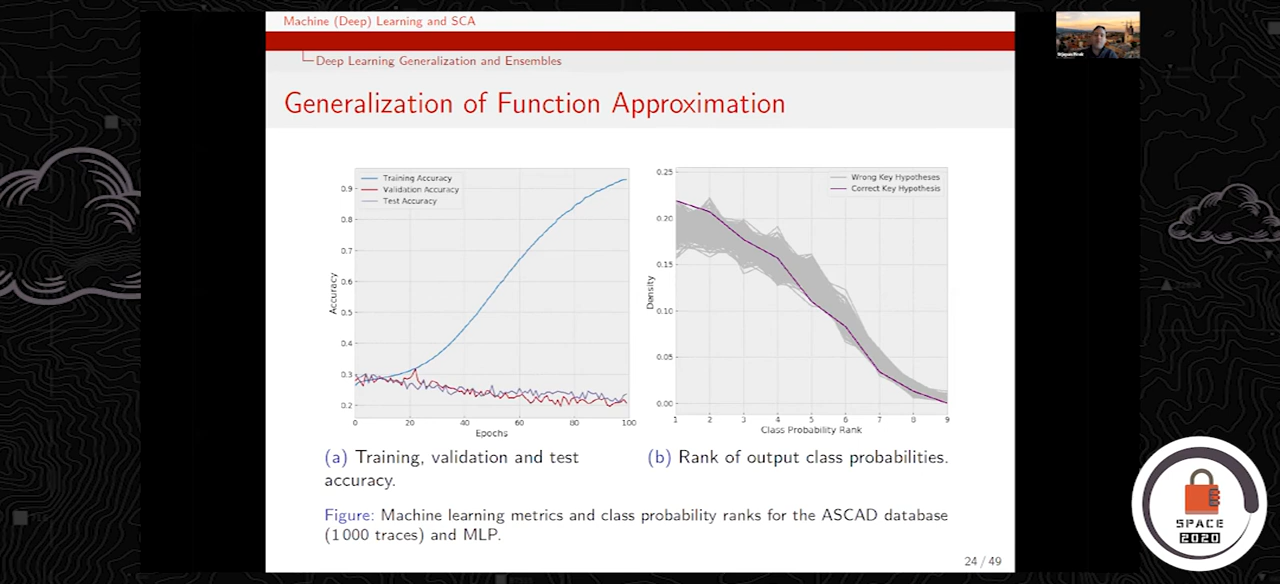 Machine (Deep) Learning and SCA
Deep Learning Generalization and Ensembles
Generalization of Function Approximation
Training Accuracy
Validation Accuracy
Test Accuracy
0.9
0.8
0.7
0.6
0.5
0.4
0.3
0.2
Accuracy
0 20 40 60 80 100
Epochs
Wrong Key Hypotheses
Correct Key Hypothesis
0.25
0.20
0.15
0.10
0.05
0.00
Density
1 2 3 4 5 6 7 8 9
Class Probability Rank
(a) Training, validation and test
accuracy.
(b) Rank of output class probabilities.
Figure: Machine learning metrics and class probability ranks for the ASCAD database
(1 000 traces) and MLP.
24 / 49
SPACE
2020